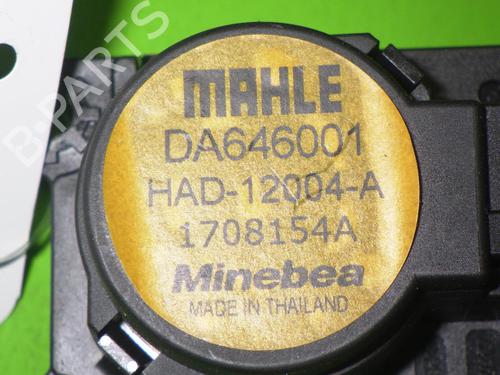 MAHLE
DA646001
HAD-12004-A
1708154A
Minebea
MADE IN THAILAND
B-PARTS